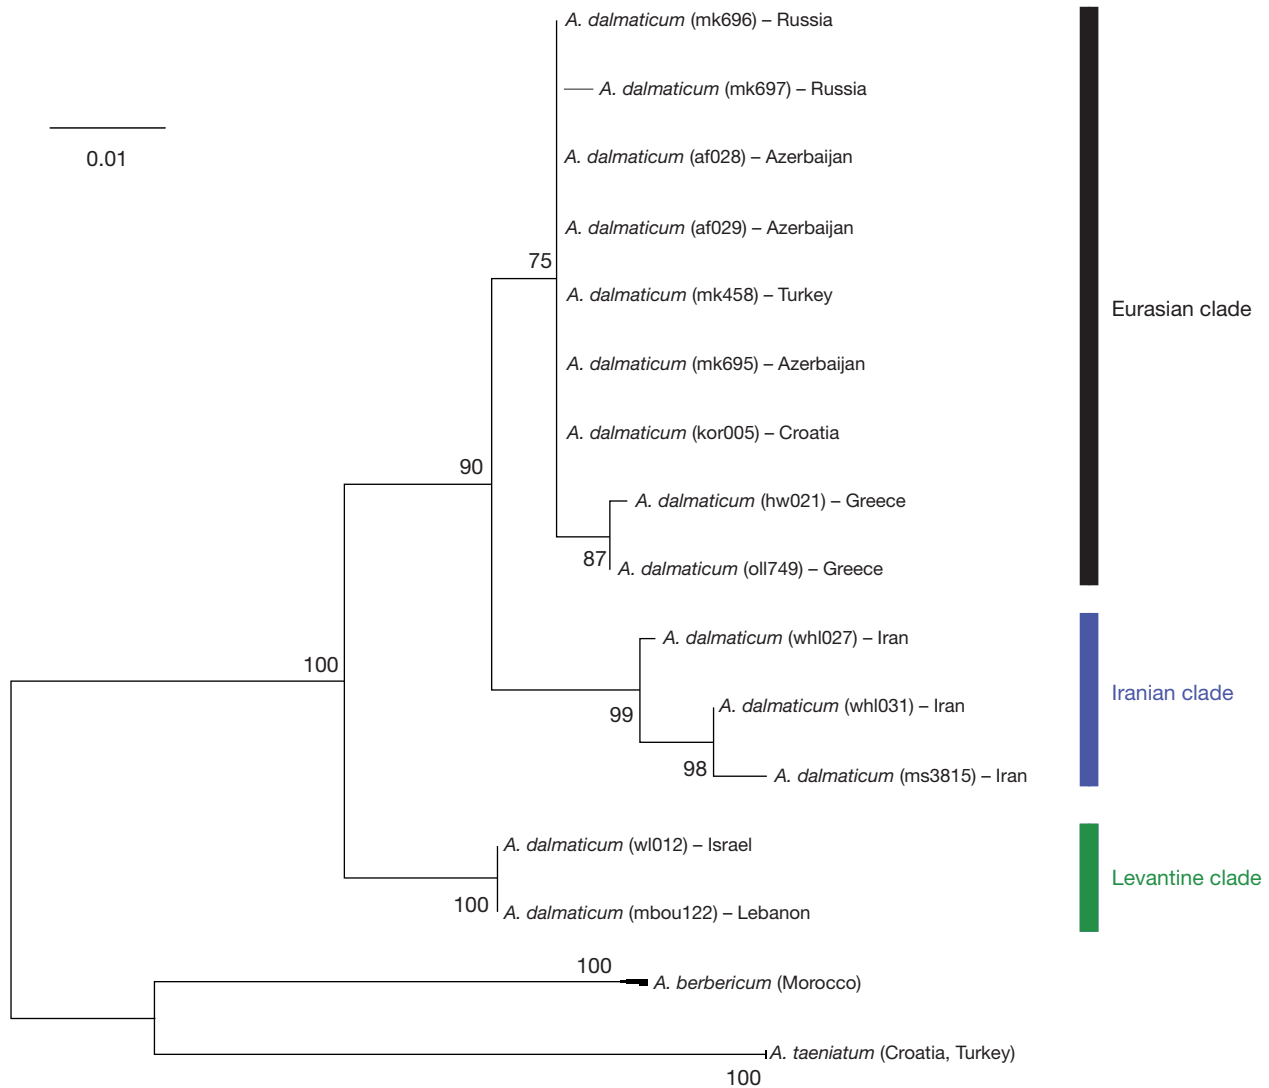 A. dalmaticum (mk696) – Russia
A. dalmaticum (mk697) – Russia
0.01
A. dalmaticum (af028) – Azerbaijan
A. dalmaticum (af029) – Azerbaijan
75
A. dalmaticum (mk458) – Turkey
Eurasian clade
A. dalmaticum (mk695) – Azerbaijan
A. dalmaticum (kor005) – Croatia
90
A. dalmaticum (hw021) – Greece
87
A. dalmaticum (oll749) – Greece
A. dalmaticum (whl027) – Iran
100
Iranian clade
A. dalmaticum (whl031) – Iran
99
98
A. dalmaticum (ms3815) – Iran
A. dalmaticum (wl012) – Israel
Levantine clade
100
A. dalmaticum (mbou122) – Lebanon
100
A. berbericum (Morocco)
A. taeniatum (Croatia, Turkey)
100